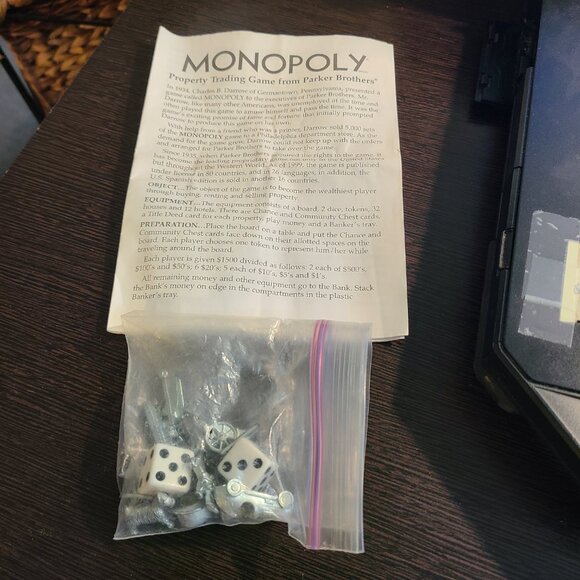 MONOPOLY
Property Trading Game from Parker Brothers®
In 1934, Charles B. Darrow of Germantown, Pennsylvania, presented a
game called MONOPOLY to the executives of Parker Brothers. Mr.
Darrow, like many other Americans, was unemployed at the time and
often played this game to amuse himself and pass the time. It was the
game's exciting promise of fame and fortune that initially prompted
Darrow to produce this game on his own.
With help from a friend who was a printer, Darrow sold 5,000 sets
of the MONOPOLY game to a Philadelphia department store. As the
demand for the game grew, Darrow could not keep up with the orders
and arranged for Parker Brothers to take over the game.
Since 1935, when Parker Brothers acquired the rights to the game, it
has become the leading proprietary game not only in the United States
but throughout the Western World. As of 1999, the game is published
under license in 80 countries, and in 26 languages; in addition, the
U.S. Spanish edition is sold in another countries.
OBJECT...The object of the game is to become the wealthiest player
through buying, renting and selling property.
EQUIPMENT...The equipment consists of a board, 2 dice, tokens, 32
houses and 12 hotels. There are Chance and Community Chest cards,
a Title Deed card for each property, play money and a Banker's tray.
PREPARATION...Place the board on a table and put the Chance and
Community Chest cards face down on their allotted spaces on the
board. Each player chooses one token to represent him/her while
traveling around the board.
Each player is given $1500 divided as follows: 2 each of $500's,
$100's and $50's; 6 $20's; 5 each of $10's, $5's and $1's.
All remaining money and other equipment go to the Bank. Stack
the Bank's money on edge in the compartments in the plastic
Banker's tray.